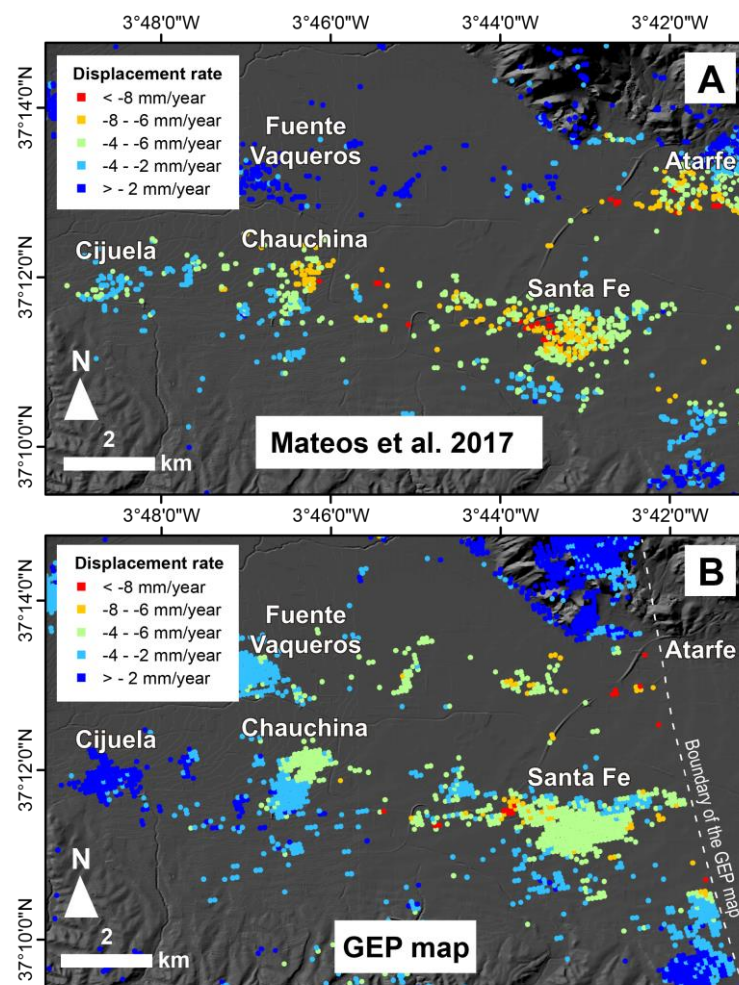 3°48'0"W 3°46'0"W 3°44'0"W 3°42'0"W
A
Displacement rate
< -8 mm/year
-8 - -6 mm/year
-4 - -6 mm/year
-4 - -2 mm/year
> - 2 mm/year
37°14'0"N
Fuente
Vaqueros
Atarfe
Cijuela
Chauchina
37°12'0"N
Santa Fe
N
2
km
Mateos et al. 2017
37°10'0"N
3°48'0"W 3°46'0"W 3°44'0"W 3°42'0"W
B
Displacement rate
< -8 mm/year
-8 - -6 mm/year
-4 - -6 mm/year
-4 - -2 mm/year
> - 2 mm/year
37°14'0"N
Fuente
Vaqueros
Atarfe
Cijuela
Chauchina
37°12'0"N
Santa Fe
Boundary of the GEP map
N
2
km
GEP map
37°10'0"N